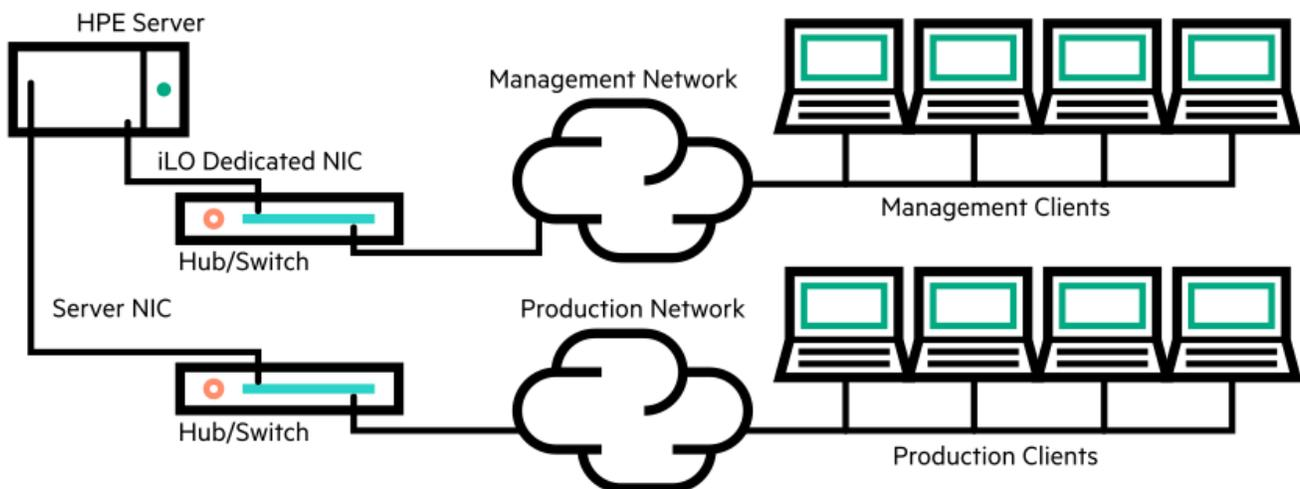 HPE Server
Management Network
iLO Dedicated NIC
Management Clients
Hub/Switch
Server NIC
Production Network
Hub/Switch
Production Clients